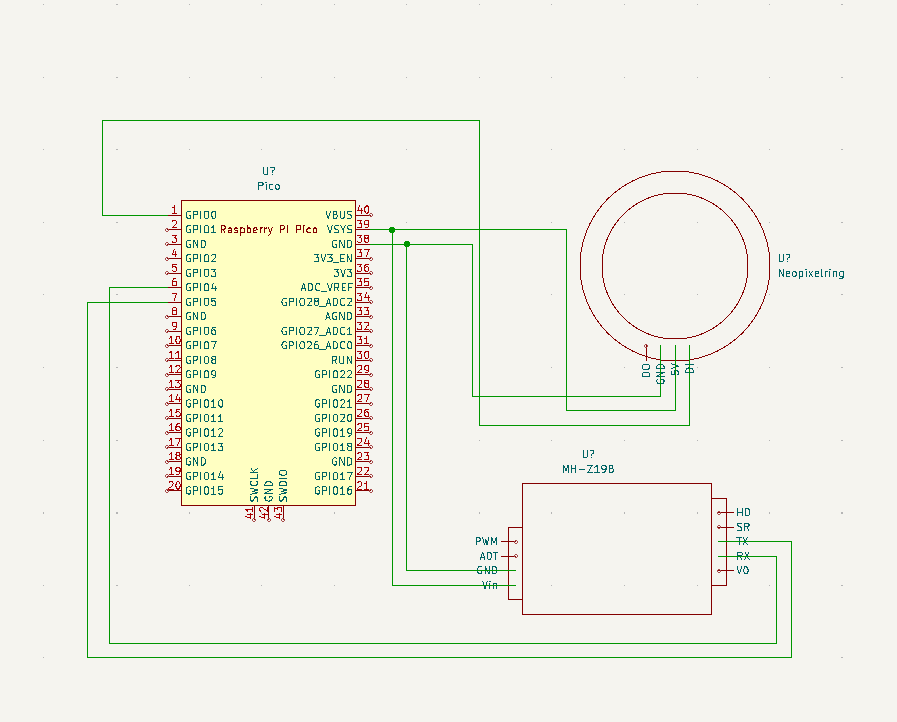 U?
Pico
Raspberry Pi Pico
1 GPIO0
2 GPIO1
3 GND
4 GPIO2
5 GPIO3
6 GPIO4
7 GPIO5
8 GND
9 GPIO6
10 GPIO7
11 GPIO8
12 GPIO9
13 GND
14 GPIO10
15 GPIO11
16 GPIO12
17 GPIO13
18 GND
19 GPIO14
20 GPIO15
VBUS 40
VSYS 39
GND 38
3V3_EN 37
3V3 36
ADC_VREF 35
GPIO28_ADC2 34
AGND 33
GPIO27_ADC1 32
GPIO26_ADC0 31
RUN 30
GPIO22 29
GND 28
GPIO21 27
GPIO20 26
GPIO19 25
GPIO18 24
GND 23
GPIO17 22
GPIO16 21
41 SWCLK
42 GND
43 SWDIO
U?
Neopixelring
DO
GND
5V
DI
U?
MH-Z19B
PWM
AOT
GND
Vin
HD
SR
TX
RX
VO